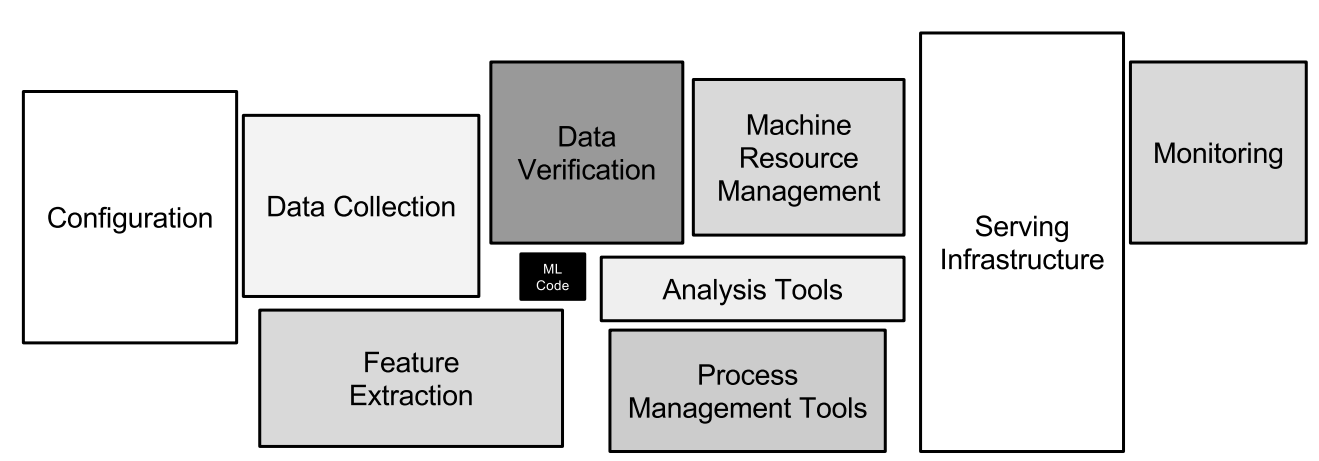 Configuration
Data Collection
Feature
Extraction
Data
Verification
ML
Code
Machine
Resource
Management
Analysis Tools
Process
Management Tools
Serving
Infrastructure
Monitoring